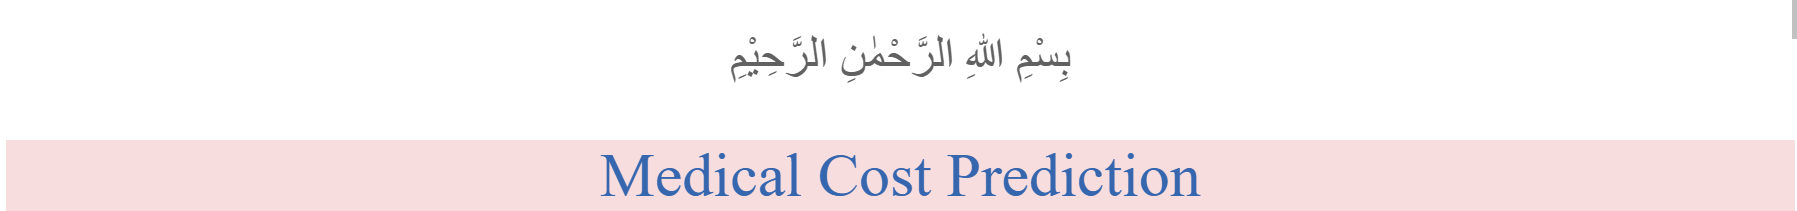 بِسْمِ اللهِ الرَّحْمٰنِ الرَّحِيْمِ
Medical Cost Prediction